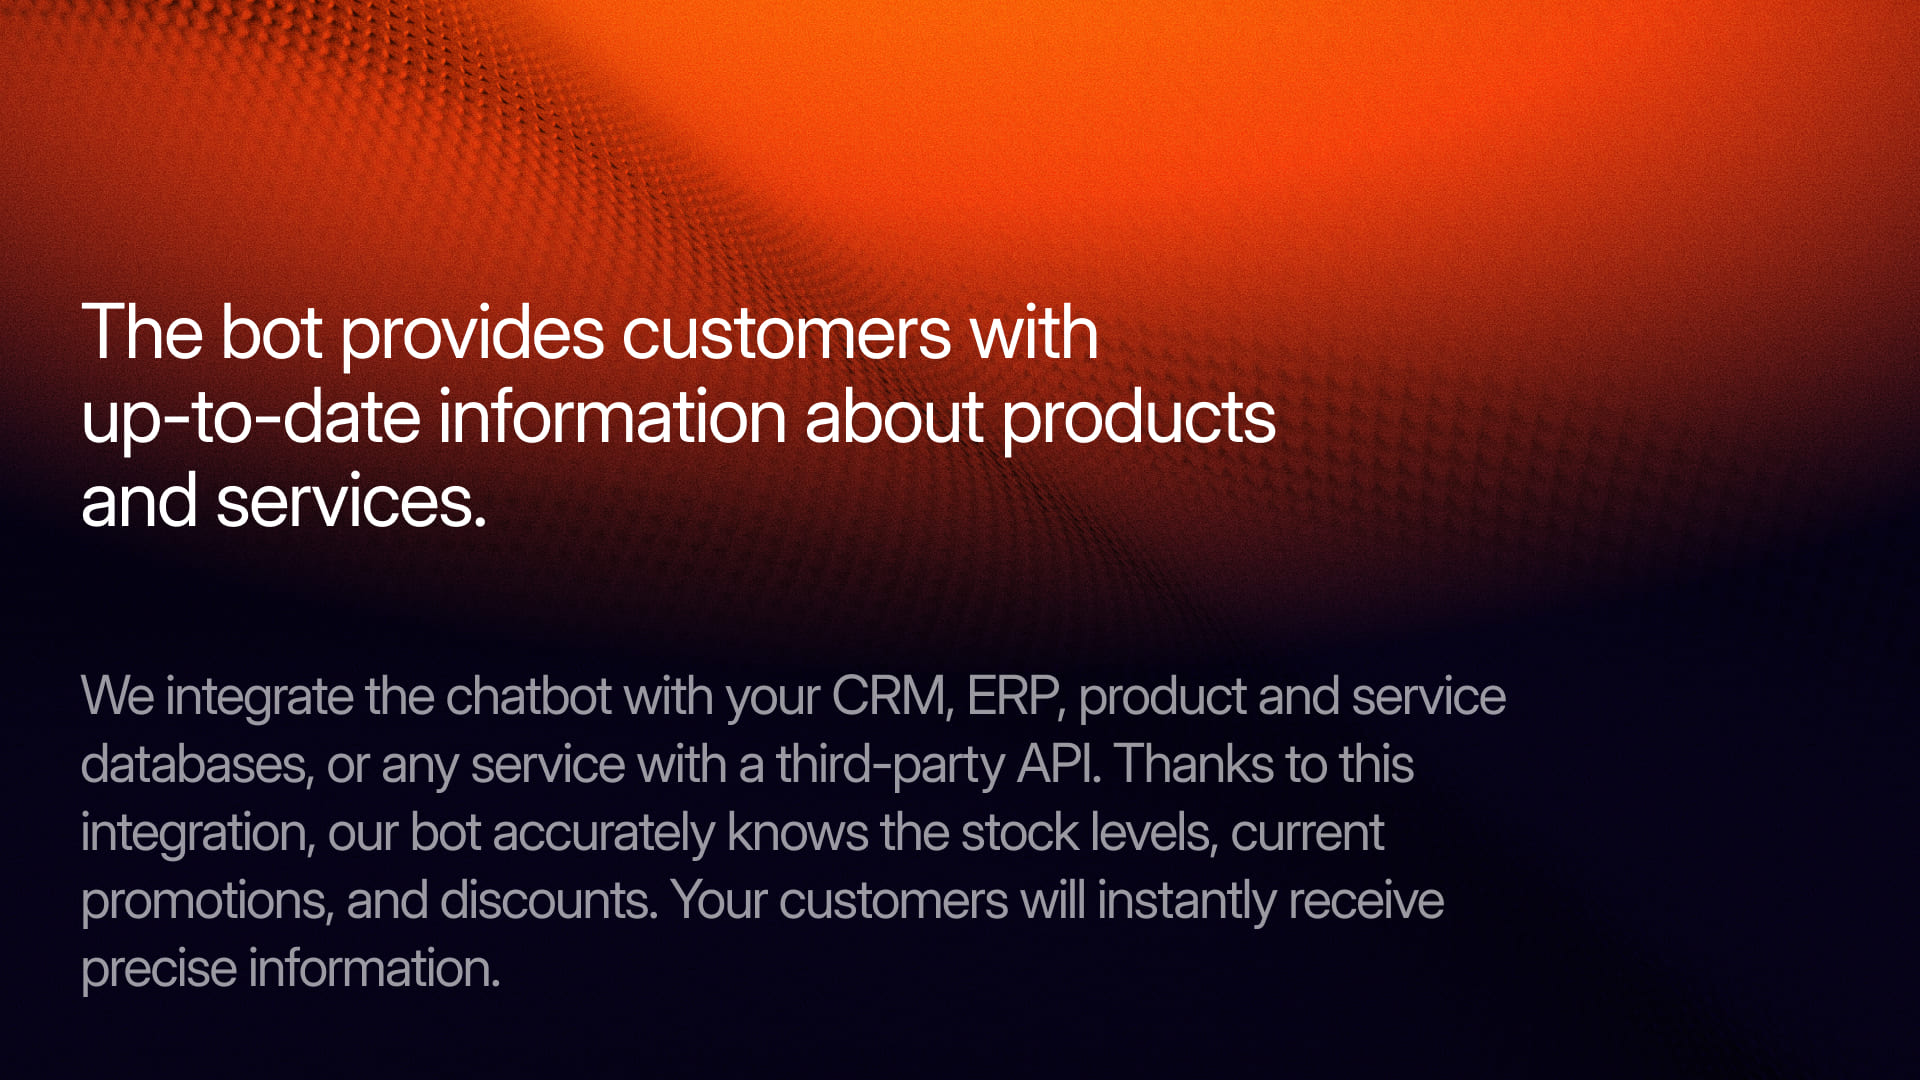 The bot provides customers with
up-to-date information about products
and services.
We integrate the chatbot with your CRM, ERP, product and service
databases, or any service with a third-party API. Thanks to this
integration, our bot accurately knows the stock levels, current
promotions, and discounts. Your customers will instantly receive
precise information.